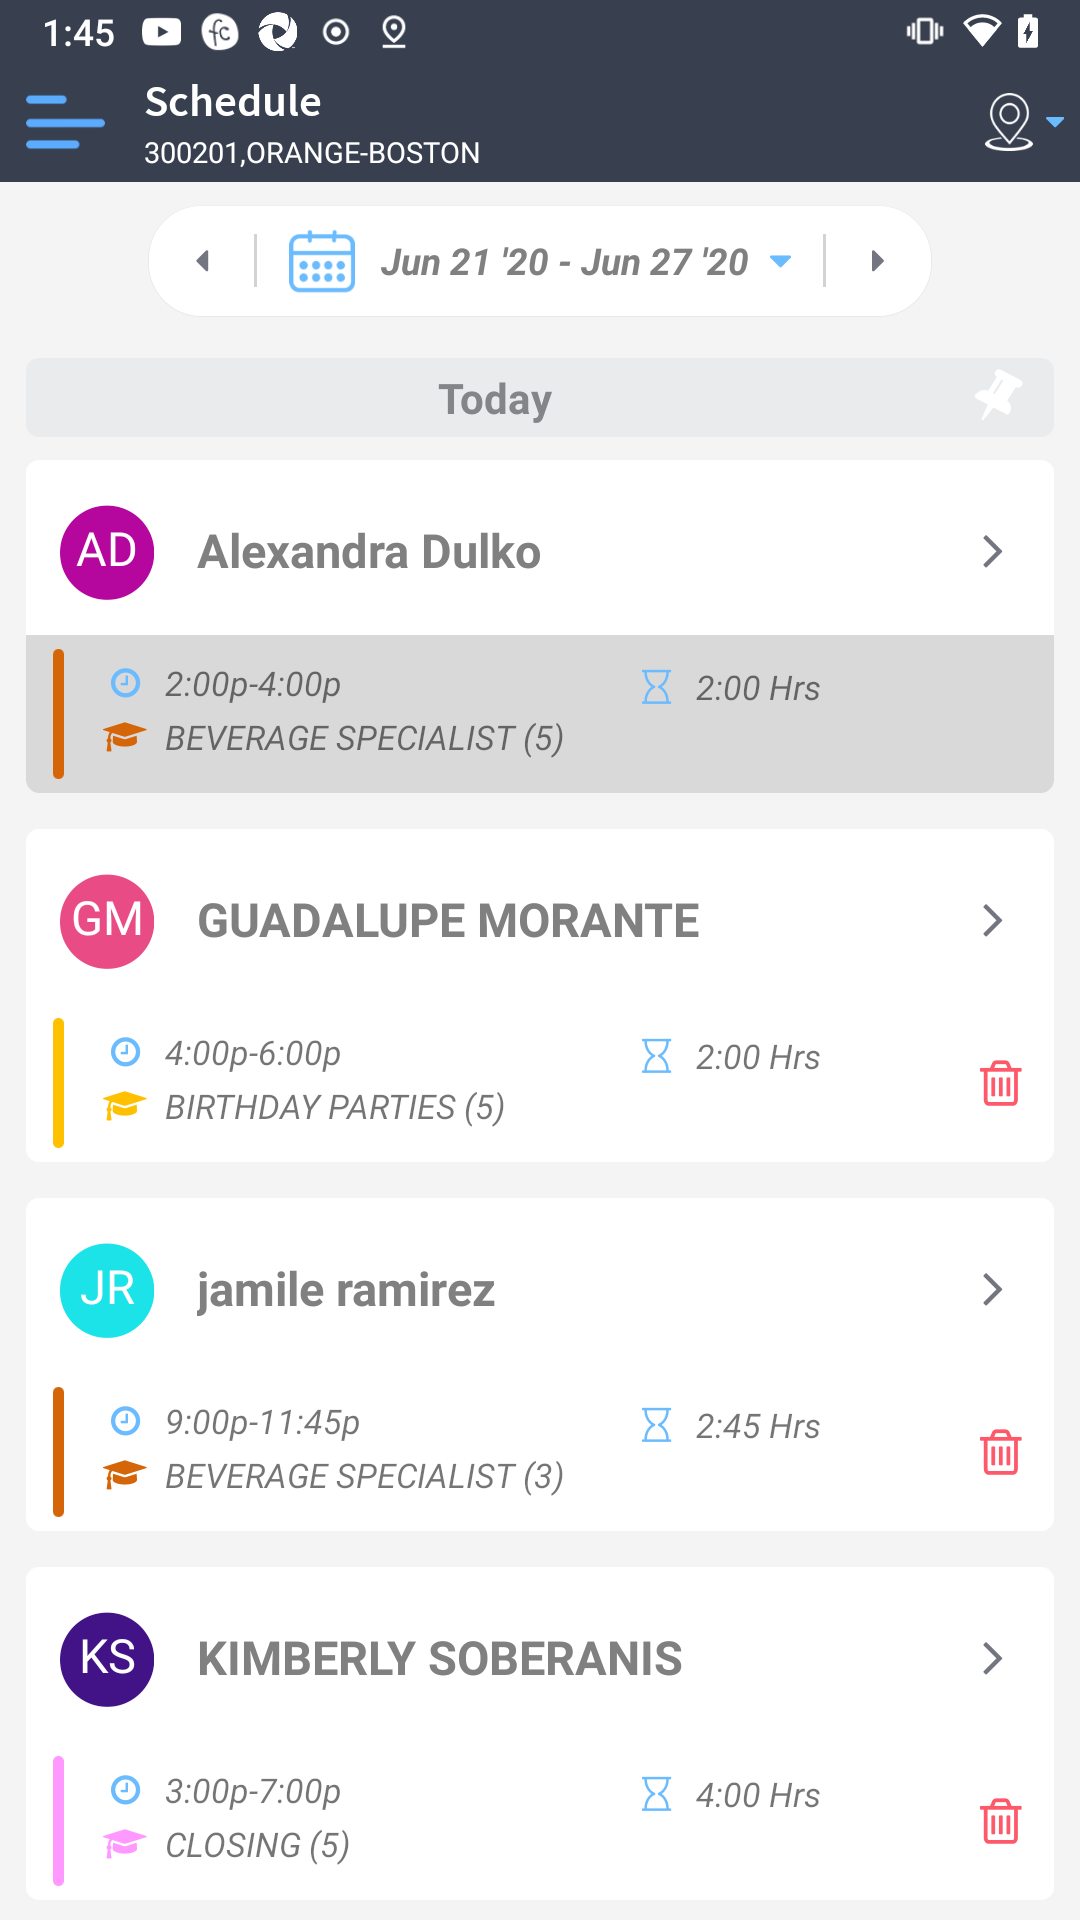 1:45
Schedule
300201,ORANGE-BOSTON
Jun 21 '20 - Jun 27 '20
Today
AD Alexandra Dulko
2:00p-4:00p 2:00 Hrs
BEVERAGE SPECIALIST (5)
GM GUADALUPE MORANTE
4:00p-6:00p 2:00 Hrs
BIRTHDAY PARTIES (5)
JR jamile ramirez
9:00p-11:45p 2:45 Hrs
BEVERAGE SPECIALIST (3)
KS KIMBERLY SOBERANIS
3:00p-7:00p 4:00 Hrs
CLOSING (5)